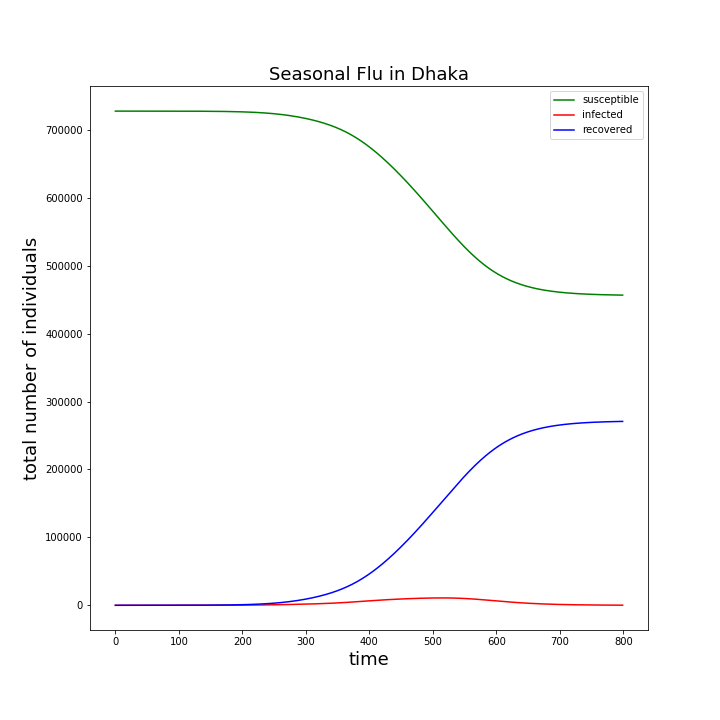 Seasonal Flu in Dhaka
susceptible
infected
recovered
total number of individuals
700000
600000
500000
400000
300000
200000
100000
0
0 100 200 300 400 500 600 700 800
time